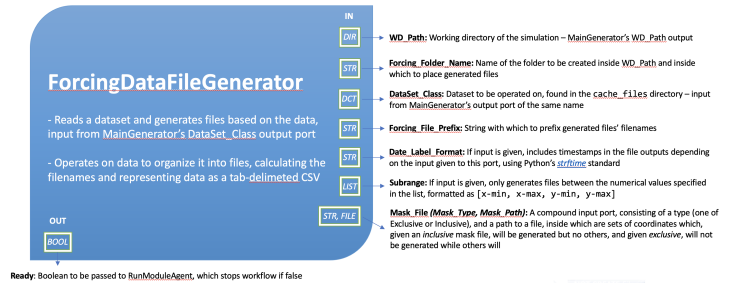 IN
DIR
WD_Path: Working directory of the simulation – MainGenerator's WD_Path output
STR
Forcing_Folder_Name: Name of the folder to be created inside WD_Path and inside
which to place generated files
ForcingDataFileGenerator
DCT
DataSet_Class: Dataset to be operated on, found in the cache_files directory – input
from MainGenerator's output port of the same name
- Reads a dataset and generates files based on the data,
input from MainGenerator's DataSet_Class output port
STR
Forcing_File_Prefix: String with which to prefix generated files' filenames
- Operates on data to organize it into files, calculating the
filenames and representing data as a tab-delimeted CSV
STR
Date_Label_Format: If input is given, includes timestamps in the file outputs depending
on the input given to this port, using Python's strftime standard
LIST
Subrange: If input is given, only generates files between the numerical values specified
in the list, formatted as [x-min, x-max, y-min, y-max]
STR, FILE
Mask_File (Mask_Type, Mask_Path): A compound input port, consisting of a type (one of
Exclusive or Inclusive), and a path to a file, inside which are sets of coordinates which,
given an inclusive mask file, will be generated but no others, and given exclusive, will not
be generated while others will
OUT
BOOL
Ready: Boolean to be passed to RunModuleAgent, which stops workflow if false